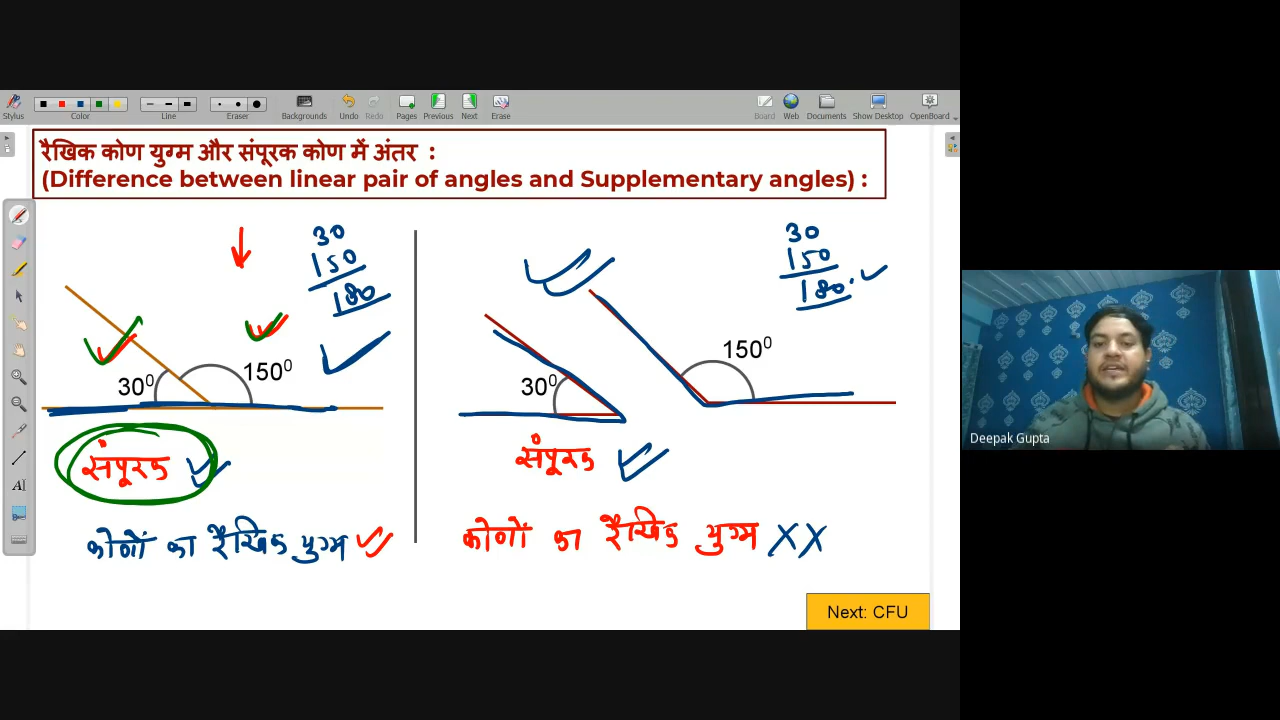 Stylus Color Line Eraser Backgrounds Undo Redo Pages Previous Next Erase Board Web Documents Show Desktop OpenBoard
रैखिक कोण युग्म और संपूरक कोण में अंतर :
(Difference between linear pair of angles and Supplementary angles) :
30
150
180
30⁰
150⁰
संपूरक
कोणों का रैखिक युग्म
30
150
180
30⁰
150⁰
संपूरक
कोणों का रैखिक युग्म XX
Next: CFU
Deepak Gupta